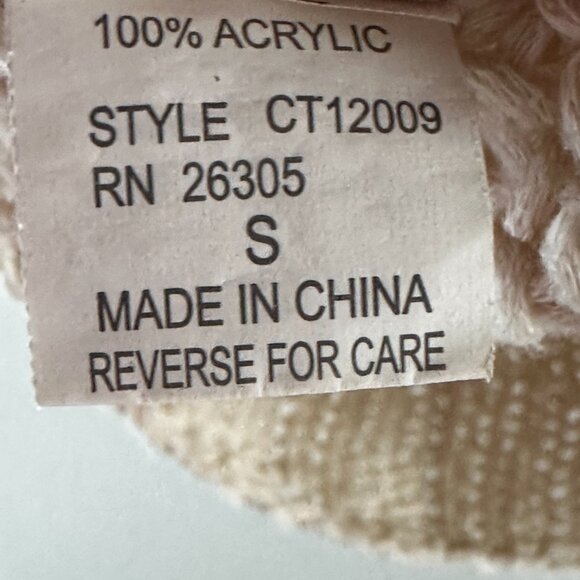 100% ACRYLIC
STYLE CT12009
RN 26305
S
MADE IN CHINA
REVERSE FOR CARE